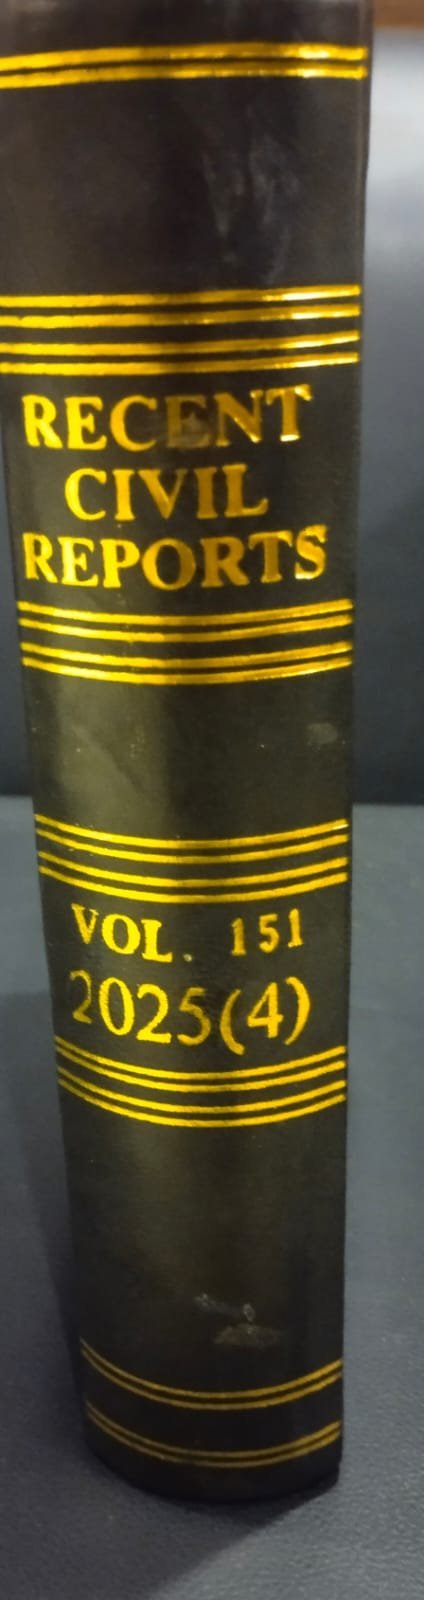 RECENT
CIVIL
REPORTS
VOL. 151
2025(4)